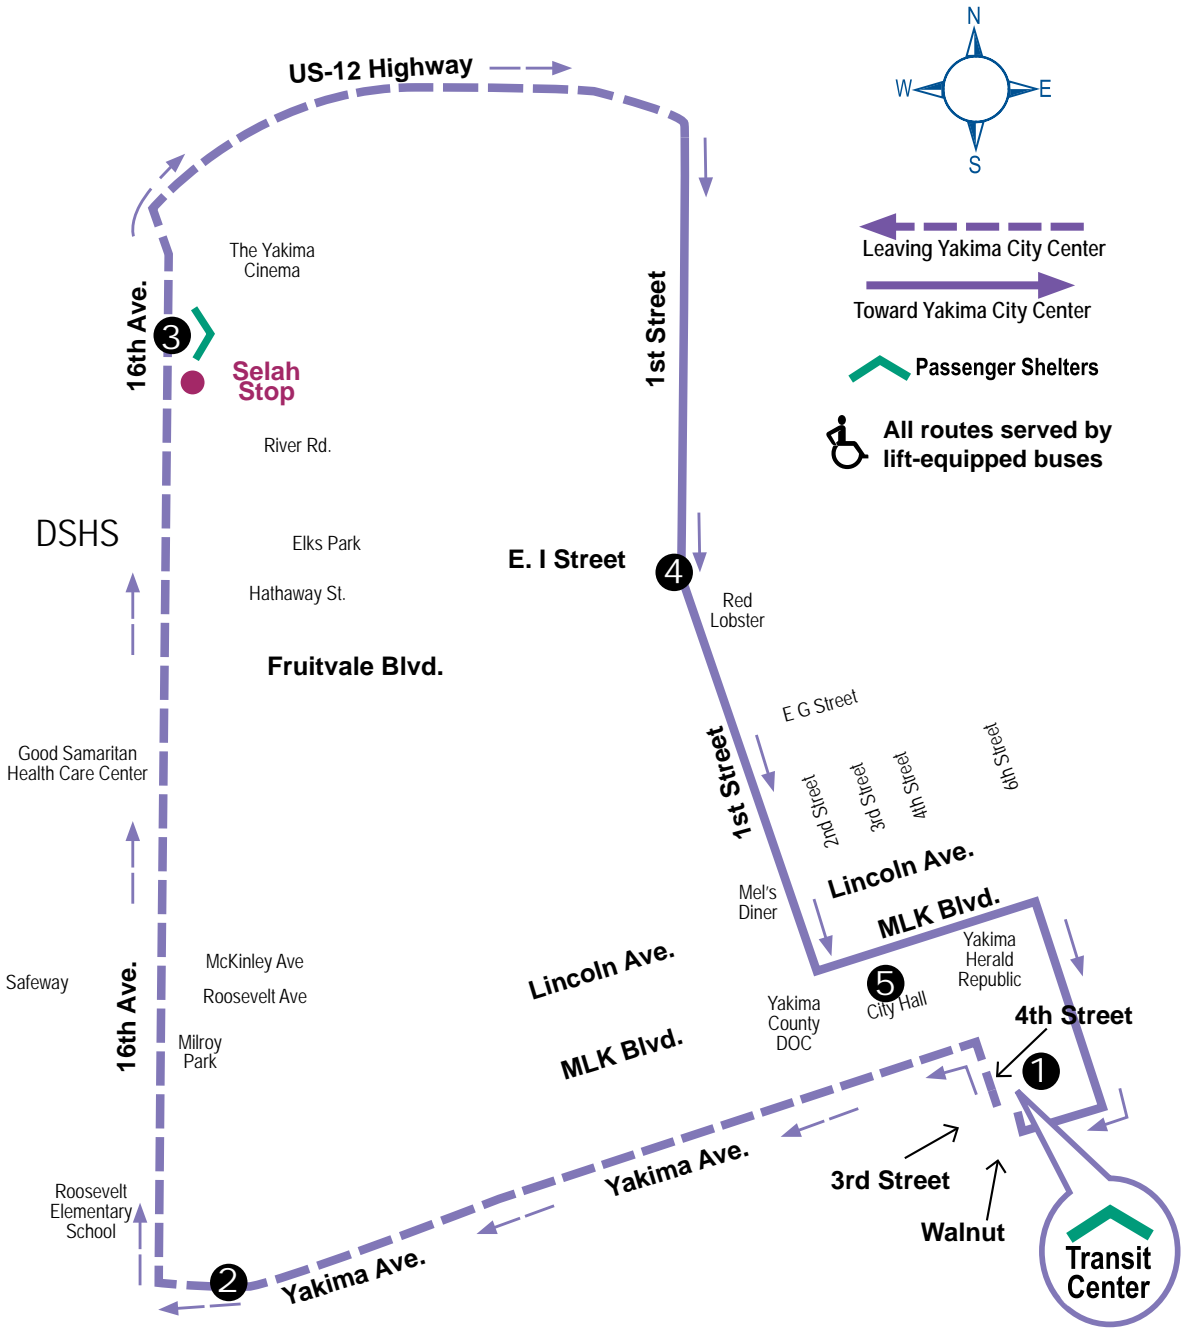 N
W
E
S
US-12 Highway
Leaving Yakima City Center
Toward Yakima City Center
Passenger Shelters
All routes served by
lift-equipped buses
The Yakima
Cinema
16th Ave.
3
Selah
Stop
1st Street
River Rd.
DSHS
Elks Park
E. I Street
4
Hathaway St.
Red
Lobster
Fruitvale Blvd.
E G Street
Good Samaritan
Health Care Center
1st Street
2nd Street
3rd Street
4th Street
6th Street
Lincoln Ave.
Mel's
Diner
MLK Blvd.
Safeway
16th Ave.
McKinley Ave
Roosevelt Ave
Lincoln Ave.
Yakima
Herald
Republic
5
City Hall
Yakima
County
DOC
4th Street
Milroy
Park
MLK Blvd.
1
Yakima Ave.
3rd Street
Walnut
Roosevelt
Elementary
School
2
Yakima Ave.
Transit
Center